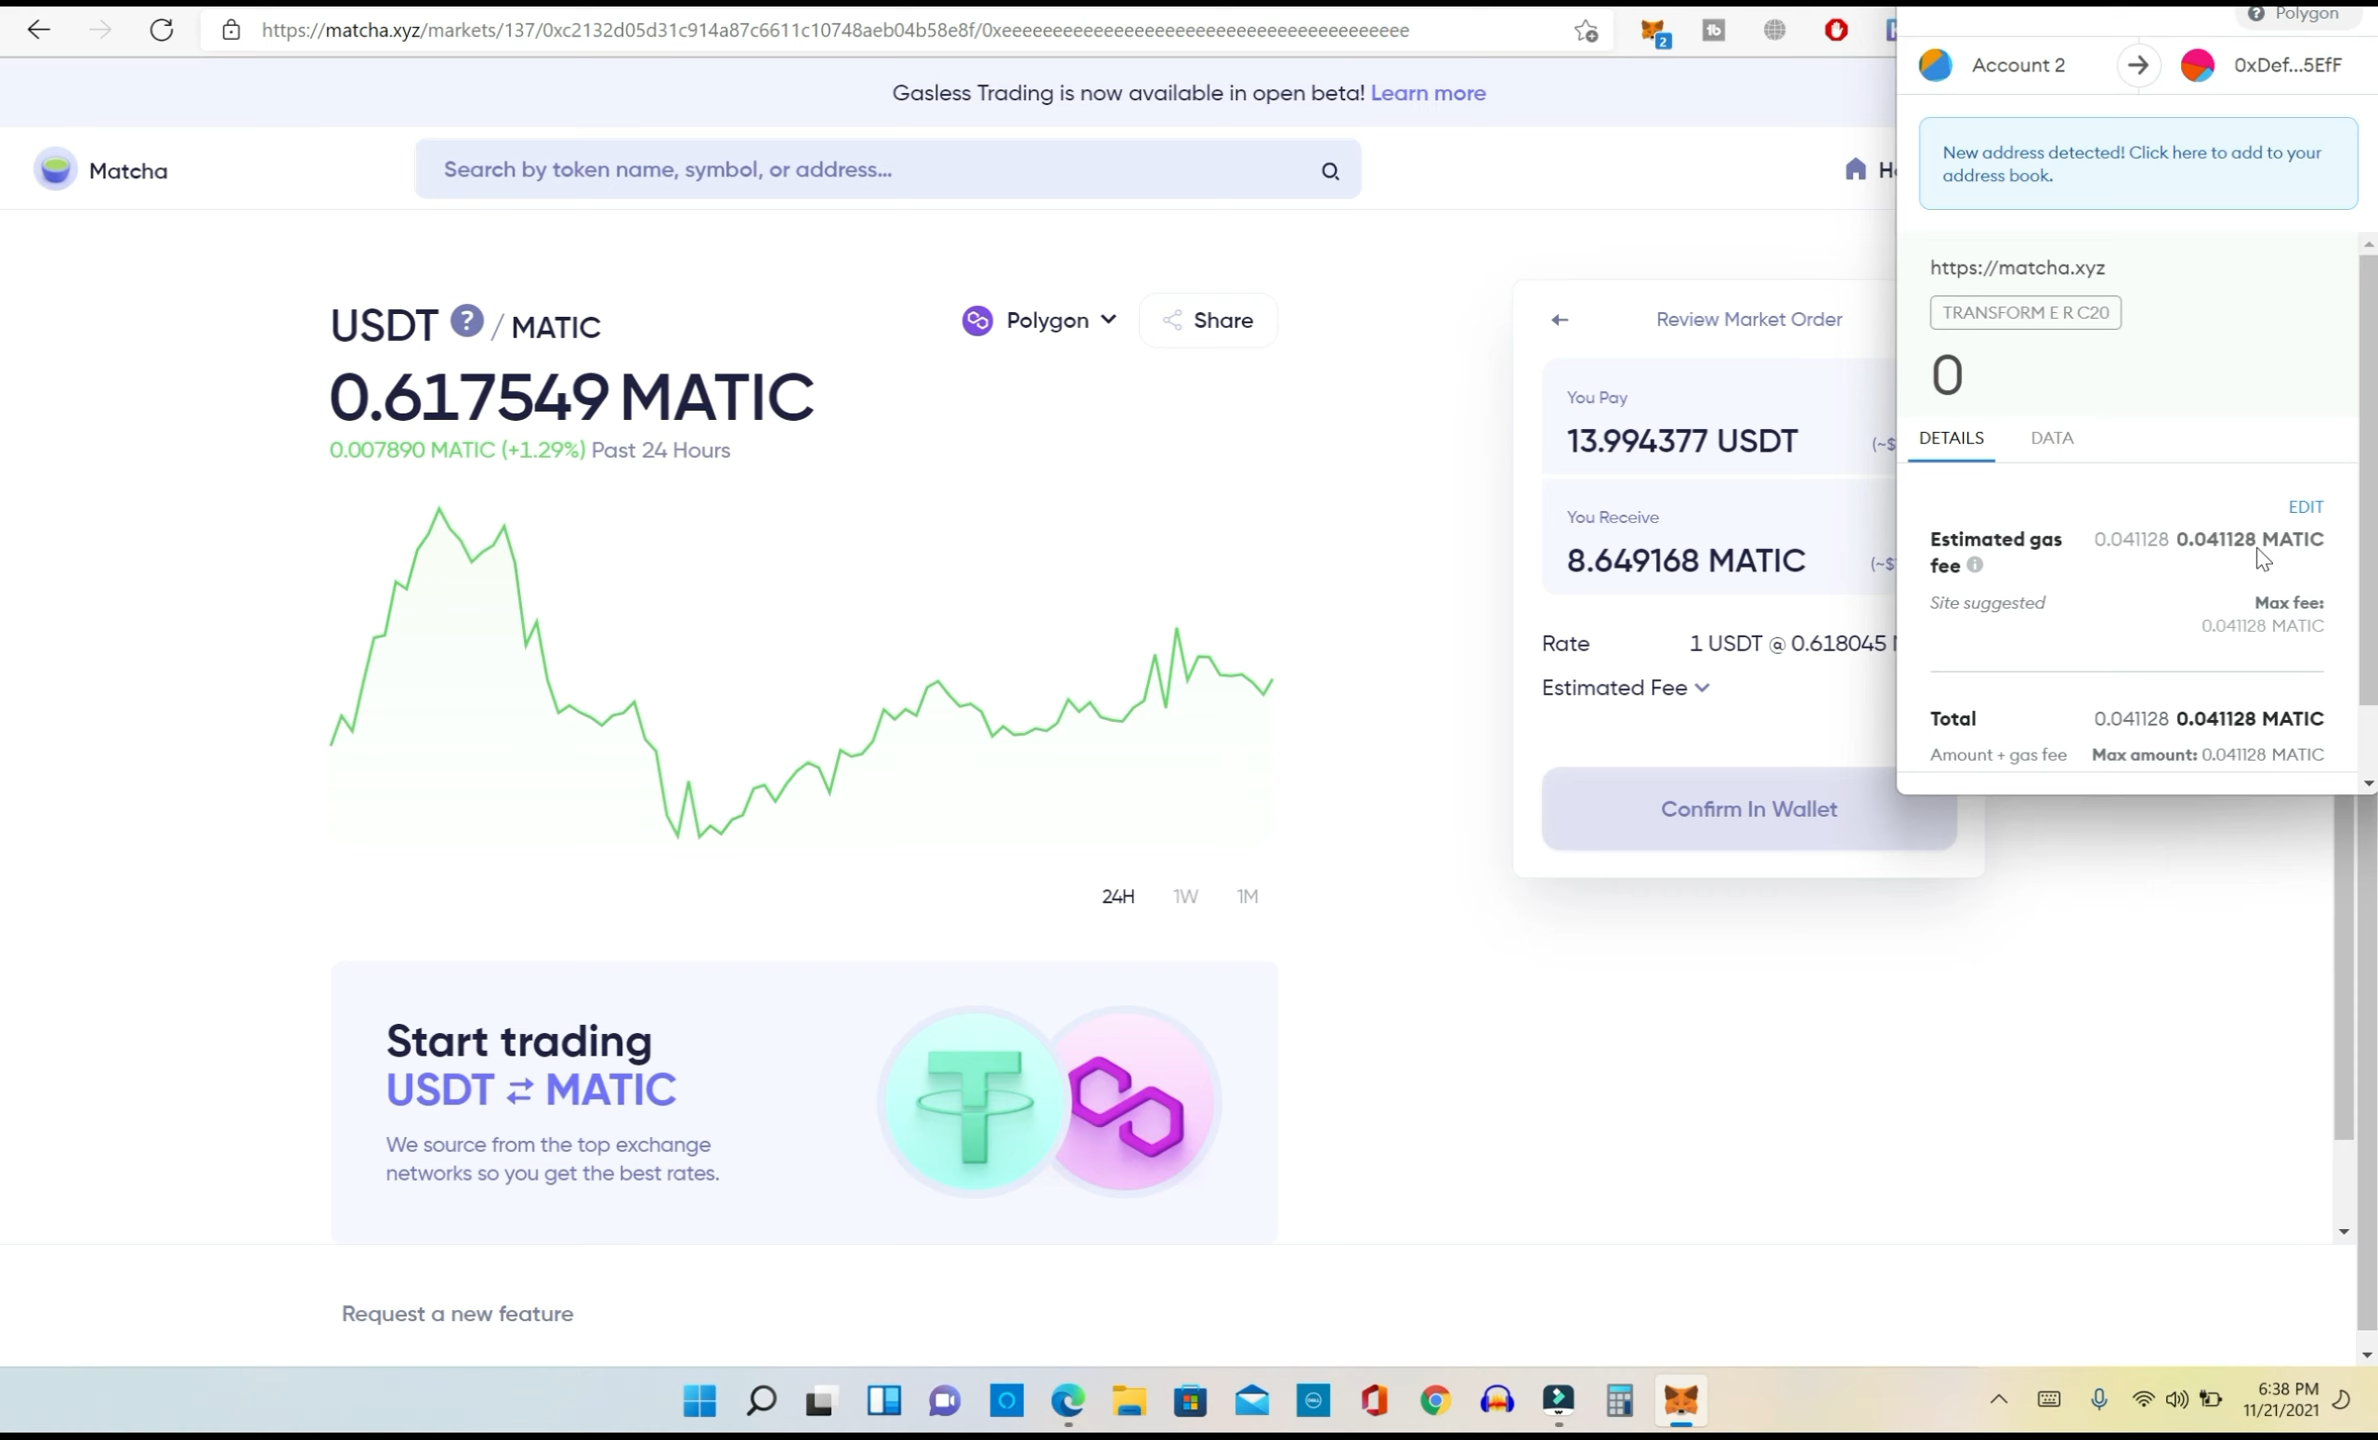 https://matcha.xyz/markets/137/0xc2132d05d31c914a87c6611c10748aeb04b58e8f/0xeeeeeeeeeeeeeeeeeeeeeeeeeeeeeeeeeeeeeeee
2
Polygon
Account 2
0xDef...5EfF
Gasless Trading is now available in open beta! Learn more
New address detected! Click here to add to your
address book.
Matcha
Search by token name, symbol, or address...
https://matcha.xyz
TRANSFORM E R C20
0
DETAILS DATA
EDIT
Estimated gas
fee
0.041128 0.041128 MATIC
Site suggested
Max fee:
0.041128 MATIC
Total 0.041128 0.041128 MATIC
Amount + gas fee Max amount: 0.041128 MATIC
USDT ? / MATIC
Polygon
Share
0.617549 MATIC
0.007890 MATIC (+1.29%) Past 24 Hours
24H 1W 1M
Review Market Order
You Pay
13.994377 USDT (~$
You Receive
8.649168 MATIC (~$
Rate 1 USDT @ 0.618045
Estimated Fee
Confirm In Wallet
Start trading
USDT ⇄ MATIC
We source from the top exchange
networks so you get the best rates.
Request a new feature
6:38 PM
11/21/2021